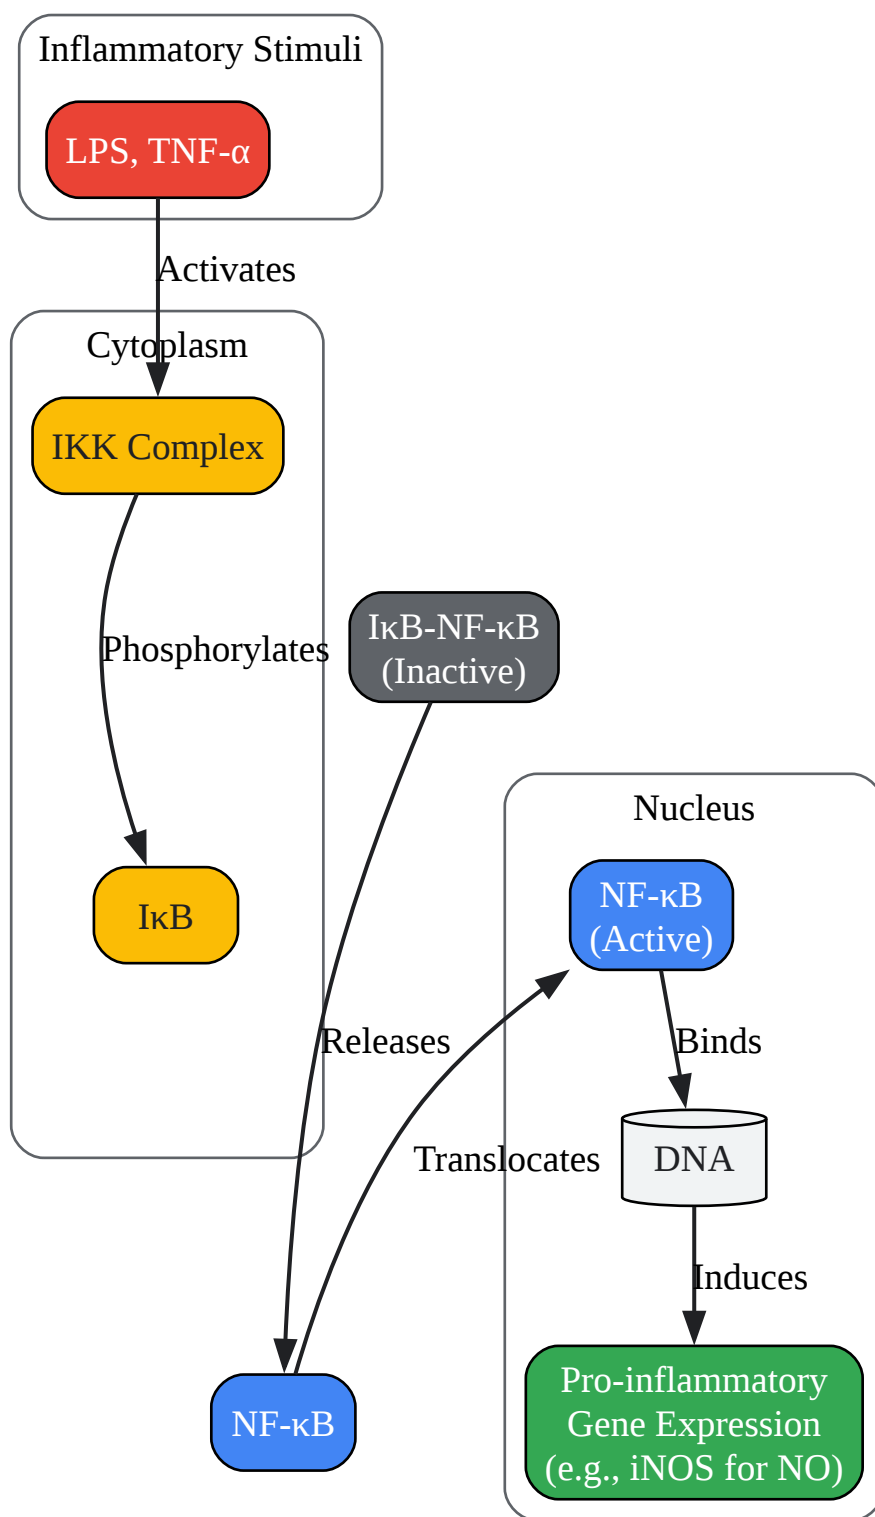 Inflammatory Stimuli
LPS, TNF-α
Activates
Cytoplasm
IKK Complex
Phosphorylates
IκB-NF-κB
(Inactive)
Nucleus
NF-κB
(Active)
IκB
Releases
Binds
Translocates
DNA
Induces
Pro-inflammatory
Gene Expression
(e.g., iNOS for NO)
NF-κB